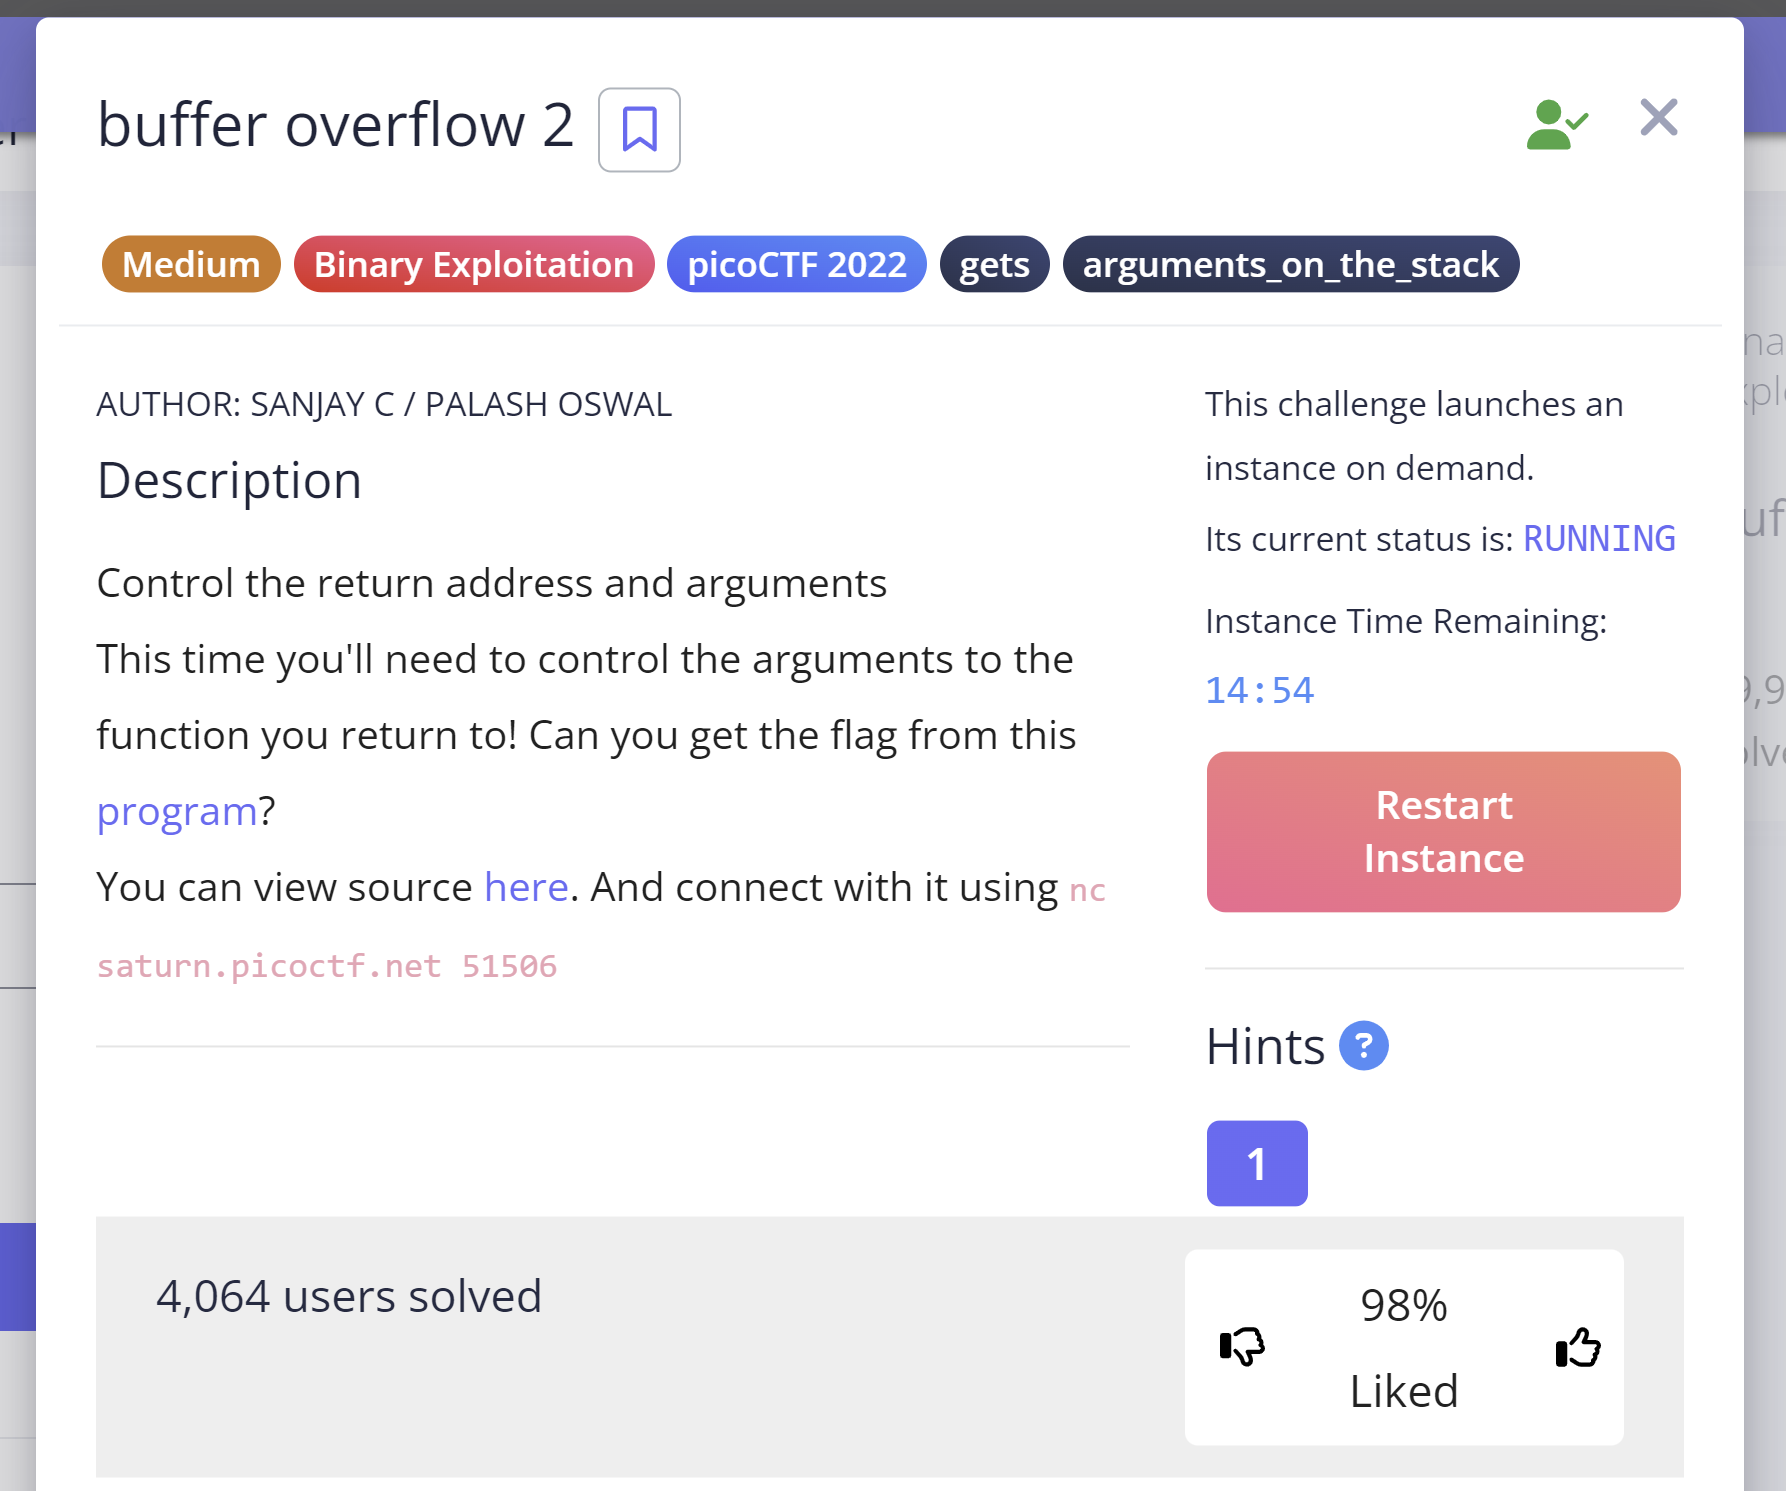 buffer overflow 2
Medium Binary Exploitation picoCTF 2022 gets arguments_on_the_stack
AUTHOR: SANJAY C / PALASH OSWAL
Description
Control the return address and arguments
This time you'll need to control the arguments to the
function you return to! Can you get the flag from this
program?
You can view source here. And connect with it using nc
saturn.picoctf.net 51506
This challenge launches an
instance on demand.
Its current status is: RUNNING
Instance Time Remaining:
14:54
Restart
Instance
Hints ?
1
4,064 users solved
98%
Liked